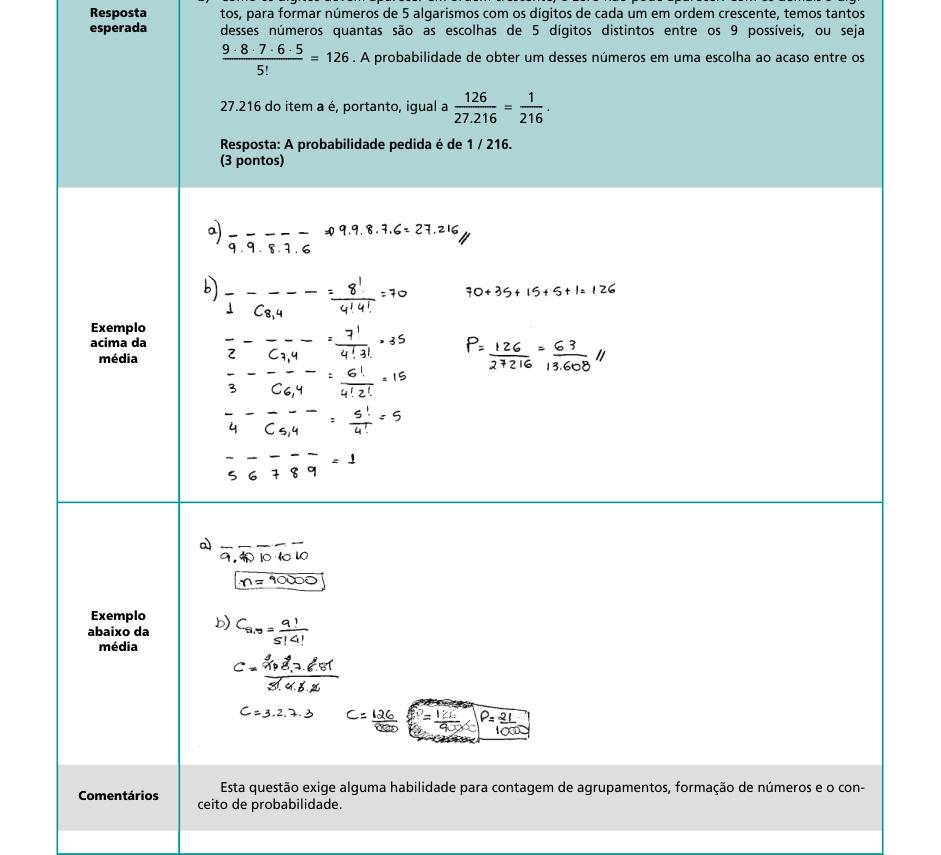 Resposta
esperada
tos, para formar números de 5 algarismos com os dígitos de cada um em ordem crescente, temos tantos
desses números quantas são as escolhas de 5 dígitos distintos entre os 9 possíveis, ou seja
9 · 8 · 7 · 6 · 5 / 5! = 126 . A probabilidade de obter um desses números em uma escolha ao acaso entre os
27.216 do item a é, portanto, igual a 126 / 27.216 = 1 / 216 .
Resposta: A probabilidade pedida é de 1 / 216.
(3 pontos)
Exemplo
acima da
média
a) _ _ _ _ _ ⇒ 9.9.8.7.6 = 27.216 //
9 . 9 . 8 . 7 . 6
b) _ _ _ _ _ = 8! / 4! 4! = 70
1 C8,4
70+35+15+5+1= 126
_ _ _ _ _ = 7! / 4! 3! = 35
2 C7,4
P= 126 / 27216 = 63 / 13.608 //
_ _ _ _ _ = 6! / 4! 2! = 15
3 C6,4
_ _ _ _ _ = 5! / 4! = 5
4 C5,4
_ _ _ _ _ = 1
5 6 7 8 9
Exemplo
abaixo da
média
a) _ _ _ _ _
9 . 10 10 10 10
n = 90000
b) C9,5 = 9! / 5! 4!
C = 3.2.7.3
C = 126
P = 21 / 10000
Comentários
Esta questão exige alguma habilidade para contagem de agrupamentos, formação de números e o con-
ceito de probabilidade.